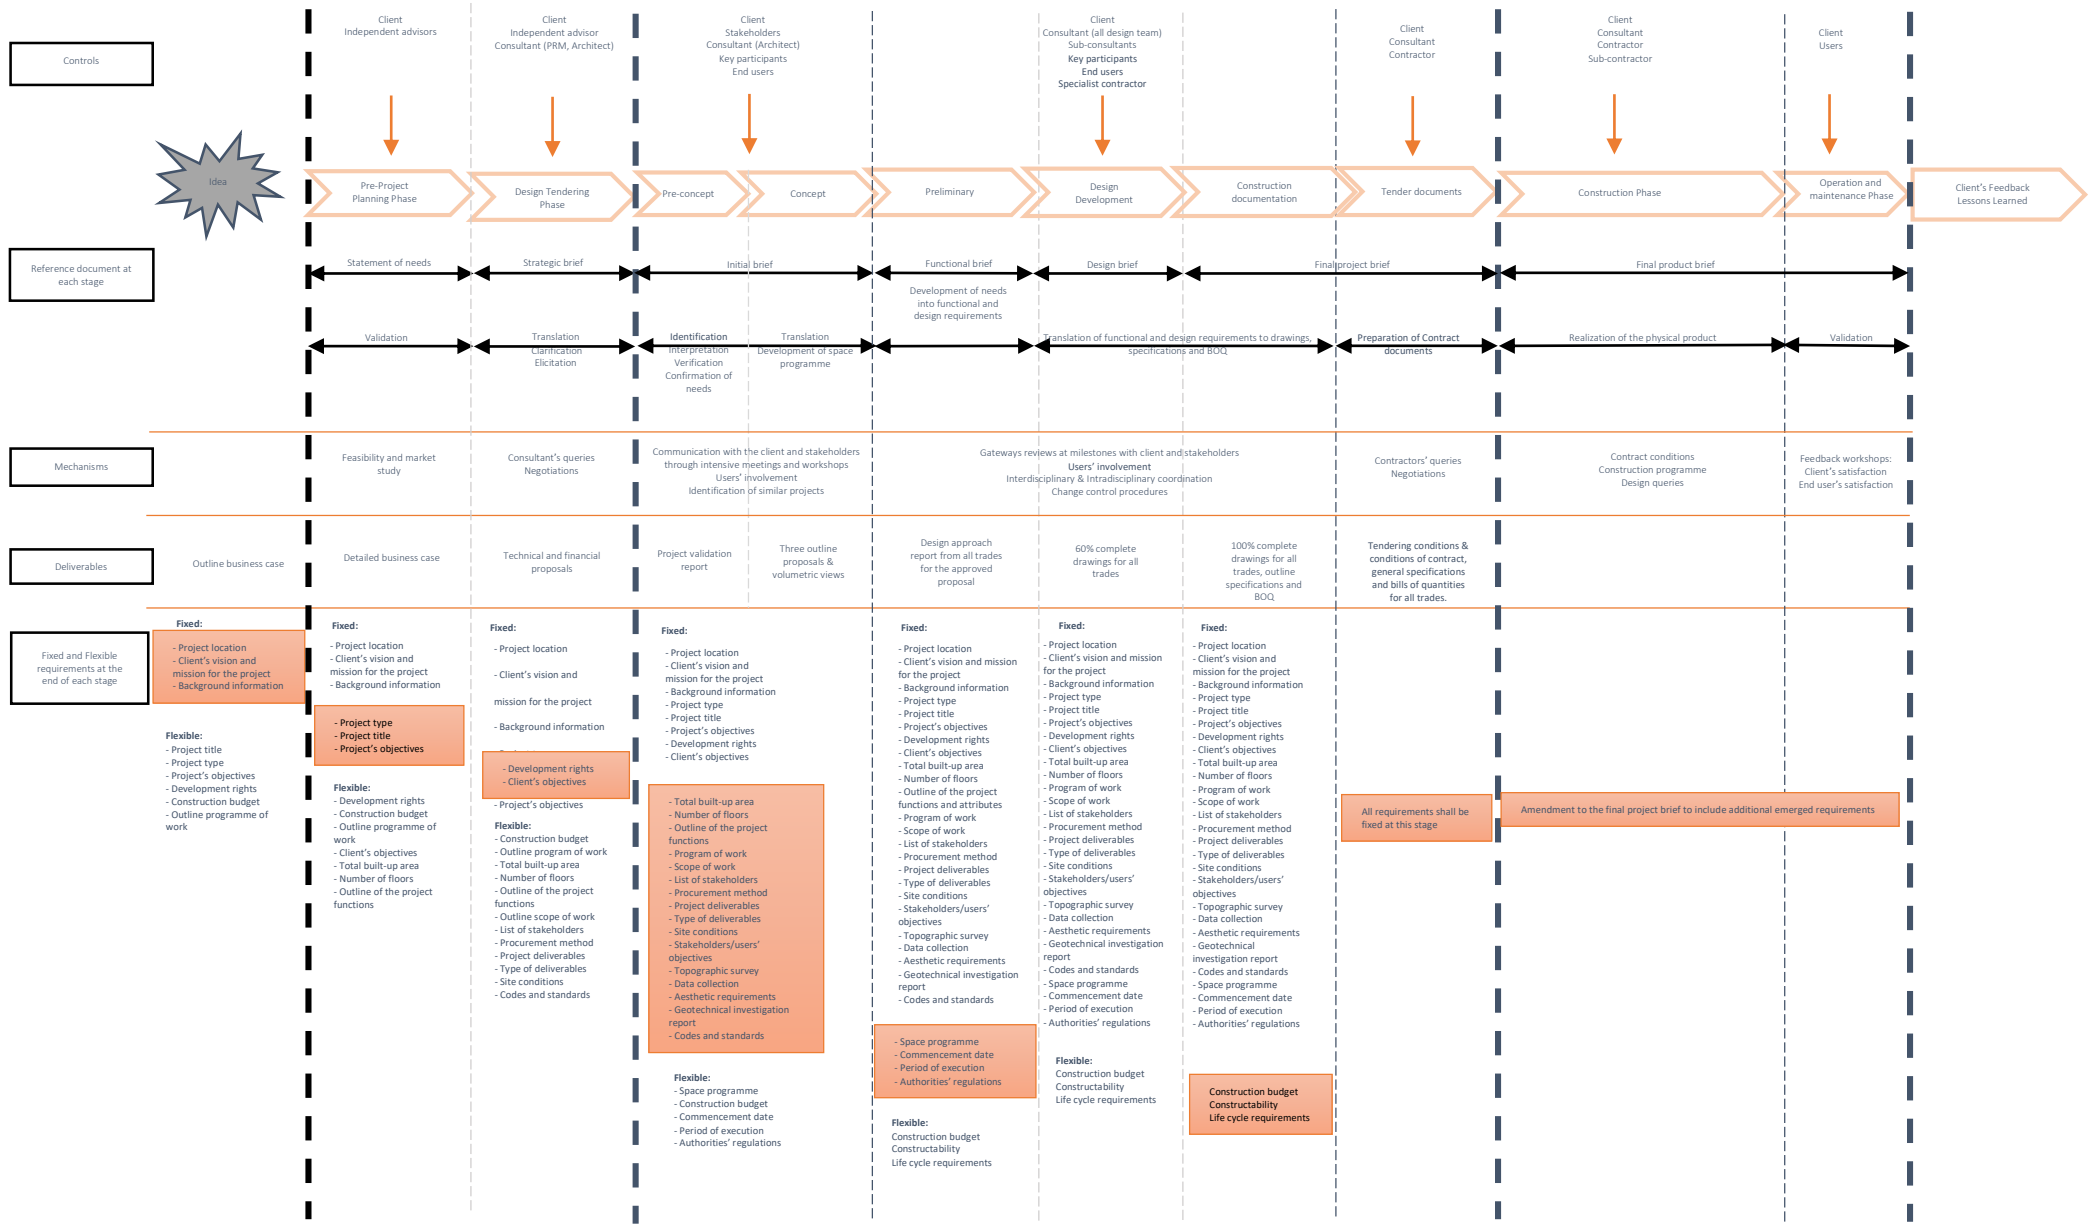 Controls
Client
Independent advisors
Client
Independent advisor
Consultant (PRM, Architect)
Client
Stakeholders
Consultant (Architect)
Key participants
End users
Client
Consultant (all design team)
Sub-consultants
Key participants
End users
Specialist contractor
Client
Consultant
Contractor
Client
Consultant
Contractor
Sub-contractor
Client
Users
Idea
Pre-Project
Planning Phase
Design Tendering
Phase
Pre-concept
Concept
Preliminary
Design
Development
Construction
documentation
Tender documents
Construction Phase
Operation and
maintenance Phase
Client's Feedback
Lessons Learned
Reference document at
each stage
Statement of needs
Strategic brief
Initial brief
Functional brief
Design brief
Final project brief
Final product brief
Development of needs
into functional and
design requirements
Validation
Translation
Clarification
Elicitation
Identification
Interpretation
Verification
Confirmation of
needs
Translation
Development of space
programme
Translation of functional and design requirements to drawings,
specifications and BOQ
Preparation of Contract
documents
Realization of the physical product
Validation
Mechanisms
Feasibility and market
study
Consultant's queries
Negotiations
Communication with the client and stakeholders
through intensive meetings and workshops
Users' involvement
Identification of similar projects
Gateways reviews at milestones with client and stakeholders
Users' involvement
Interdisciplinary & Intradisciplinary coordination
Change control procedures
Contractors' queries
Negotiations
Contract conditions
Construction programme
Design queries
Feedback workshops:
Client's satisfaction
End user's satisfaction
Deliverables
Outline business case
Detailed business case
Technical and financial
proposals
Project validation
report
Three outline
proposals &
volumetric views
Design approach
report from all trades
for the approved
proposal
60% complete
drawings for all
trades
100% complete
drawings for all
trades, outline
specifications and
BOQ
Tendering conditions &
conditions of contract,
general specifications
and bills of quantities
for all trades.
Fixed and Flexible
requirements at the
end of each stage
Fixed:
- Project location
- Client's vision and
mission for the project
- Background information
Flexible:
- Project title
- Project type
- Project's objectives
- Development rights
- Construction budget
- Outline programme of
work
Fixed:
- Project location
- Client's vision and
mission for the project
- Background information
- Project type
- Project title
- Project's objectives
Flexible:
- Development rights
- Construction budget
- Outline programme of
work
- Client's objectives
- Total built-up area
- Number of floors
- Outline of the project
functions
Fixed:
- Project location
- Client's vision and
mission for the project
- Background information
- Development rights
- Client's objectives
- Project's objectives
Flexible:
- Construction budget
- Outline program of work
- Total built-up area
- Number of floors
- Outline of the project
functions
- Outline scope of work
- List of stakeholders
- Procurement method
- Project deliverables
- Type of deliverables
- Site conditions
- Codes and standards
Fixed:
- Project location
- Client's vision and
mission for the project
- Background information
- Project type
- Project title
- Project's objectives
- Development rights
- Client's objectives
- Total built-up area
- Number of floors
- Outline of the project
functions
- Program of work
- Scope of work
- List of stakeholders
- Procurement method
- Project deliverables
- Type of deliverables
- Site conditions
- Stakeholders/users'
objectives
- Topographic survey
- Data collection
- Aesthetic requirements
- Geotechnical investigation
report
- Codes and standards
Flexible:
- Space programme
- Construction budget
- Commencement date
- Period of execution
- Authorities' regulations
Fixed:
- Project location
- Client's vision and mission
for the project
- Background information
- Project type
- Project title
- Project's objectives
- Development rights
- Client's objectives
- Total built-up area
- Number of floors
- Outline of the project
functions and attributes
- Program of work
- Scope of work
- List of stakeholders
- Procurement method
- Project deliverables
- Type of deliverables
- Site conditions
- Stakeholders/users'
objectives
- Topographic survey
- Data collection
- Aesthetic requirements
- Geotechnical investigation
report
- Codes and standards
- Space programme
- Commencement date
- Period of execution
- Authorities' regulations
Flexible:
Construction budget
Constructability
Life cycle requirements
Fixed:
- Project location
- Client's vision and mission
for the project
- Background information
- Project type
- Project title
- Project's objectives
- Development rights
- Client's objectives
- Total built-up area
- Number of floors
- Program of work
- Scope of work
- List of stakeholders
- Procurement method
- Project deliverables
- Type of deliverables
- Site conditions
- Stakeholders/users'
objectives
- Topographic survey
- Data collection
- Aesthetic requirements
- Geotechnical investigation
report
- Codes and standards
- Space programme
- Commencement date
- Period of execution
- Authorities' regulations
Flexible:
Construction budget
Constructability
Life cycle requirements
Fixed:
- Project location
- Client's vision and
mission for the project
- Background information
- Project type
- Project title
- Project's objectives
- Development rights
- Client's objectives
- Total built-up area
- Number of floors
- Program of work
- Scope of work
- List of stakeholders
- Procurement method
- Project deliverables
- Type of deliverables
- Site conditions
- Stakeholders/users'
objectives
- Topographic survey
- Data collection
- Aesthetic requirements
- Geotechnical
investigation report
- Codes and standards
- Space programme
- Commencement date
- Period of execution
- Authorities' regulations
Construction budget
Constructability
Life cycle requirements
All requirements shall be
fixed at this stage
Amendment to the final project brief to include additional emerged requirements